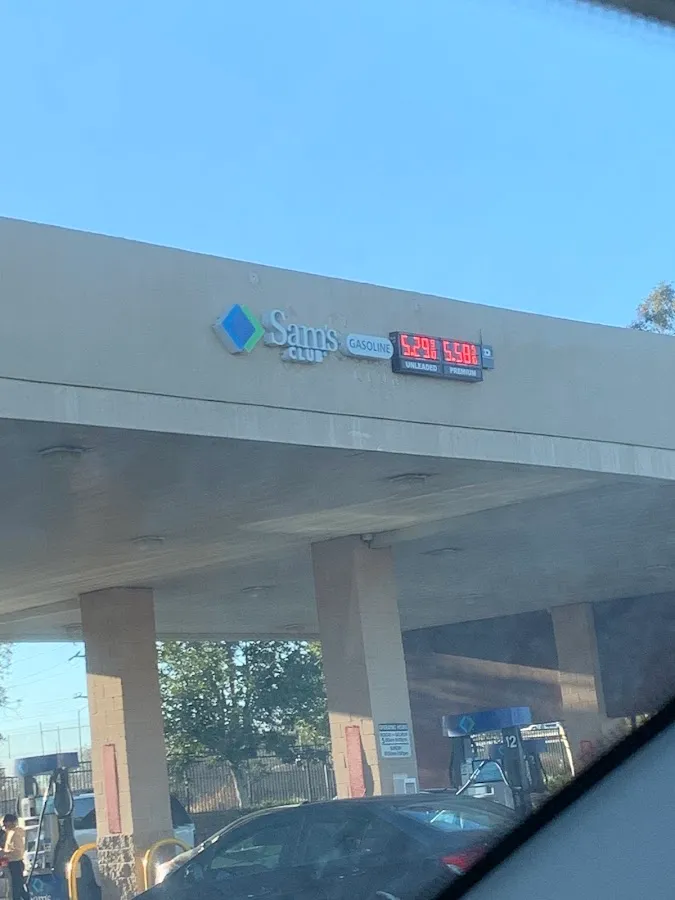 Sam's
CLUB
GASOLINE
5.29 5.58
UNLEADED PREMIUM
12